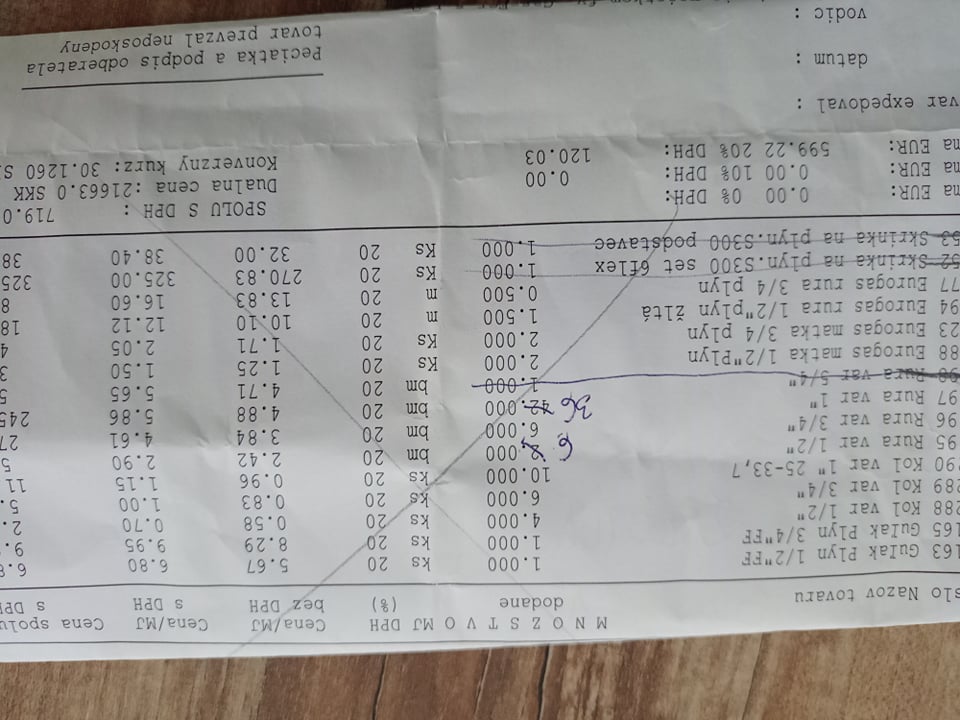 slo Nazov tovaru M N O Z S T V O MJ DPH Cena/MJ Cena/MJ Cena spolu
dodane (%) bez DPH s DPH s DPH
163 Guľak Plyn 1/2"FF 1.000 ks 20 5.67 6.80 6.8
165 Guľak Plyn 3/4"FF 1.000 ks 20 8.29 9.95 9.9
288 Kol var 1/2" 4.000 ks 20 0.58 0.70 2.
289 Kol var 3/4" 6.000 ks 20 0.83 1.00 5.
290 Kol var 1" 25-33,7 10.000 ks 20 0.96 1.15 11
95 Rura var 1/2" 6 2.000 bm 20 2.42 2.90 5
96 Rura var 3/4" 6.000 bm 20 3.84 4.61 27
97 Rura var 1" 36 42.000 bm 20 4.88 5.86 245
98 Rura var 5/4" 1.000 bm 20 4.71 5.65 5
88 Eurogas matka 1/2"Plyn 2.000 Ks 20 1.25 1.50 3
23 Eurogas matka 3/4 plyn 2.000 Ks 20 1.71 2.05 4
94 Eurogas rura 1/2"plyn žltá 1.500 m 20 10.10 12.12 18
77 Eurogas rura 3/4 plyn 0.500 m 20 13.83 16.60 8
52 Skrinka na plyn.S300 set 6flex 1.000 Ks 20 270.83 325.00 325
53 Skrinka na plyn.S300 podstavec 1.000 Ks 20 32.00 38.40 38
na EUR: 0.00 0% DPH: SPOLU S DPH : 719.0
na EUR: 0.00 10% DPH: 0.00 Dualna cena :21663.0 SKK
na EUR: 599.22 20% DPH: 120.03 Konverzny kurz: 30.1260 S
var expedoval :
datum : Peciatka a podpis odberatela
vodic : tovar prevzal neposkodeny